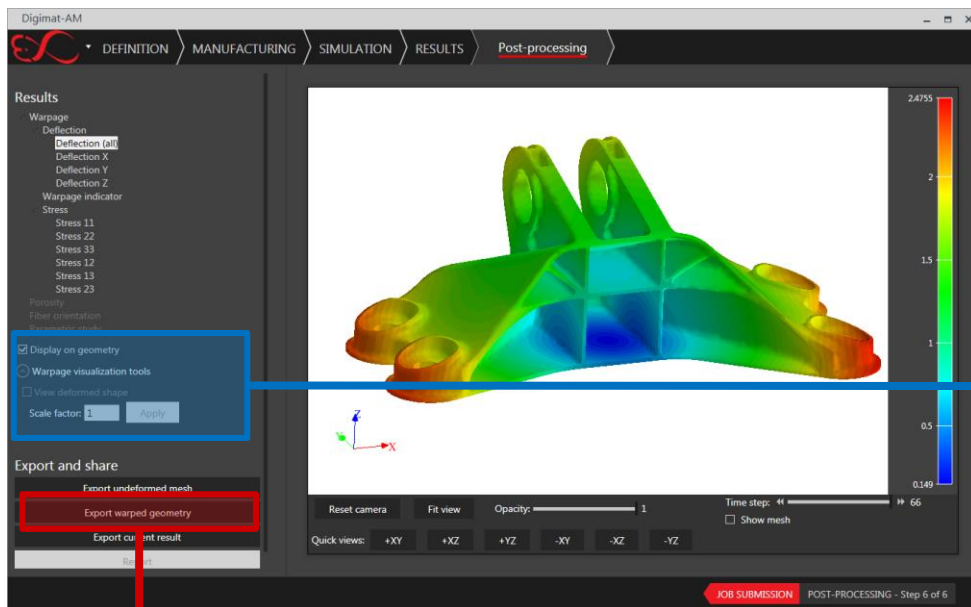 Digimat-AM
DEFINITION MANUFACTURING SIMULATION RESULTS Post-processing
Results
Warpage
Deflection
Deflection (all)
Deflection X
Deflection Y
Deflection Z
Warpage indicator
Stress
Stress 11
Stress 22
Stress 33
Stress 12
Stress 13
Stress 23
Porosity
Fiber orientation
Parametric study
Display on geometry
Warpage visualization tools
View deformed shape
Scale factor: 1 Apply
Export and share
Export undeformed mesh
Export warped geometry
Export current result
Report
2.4755
2
1.5
1
0.5
0.149
Z
Y
X
Reset camera Fit view Opacity: 1
Time step: 66
Show mesh
Quick views: +XY +XZ +YZ -XY -XZ -YZ
JOB SUBMISSION POST-PROCESSING - Step 6 of 6